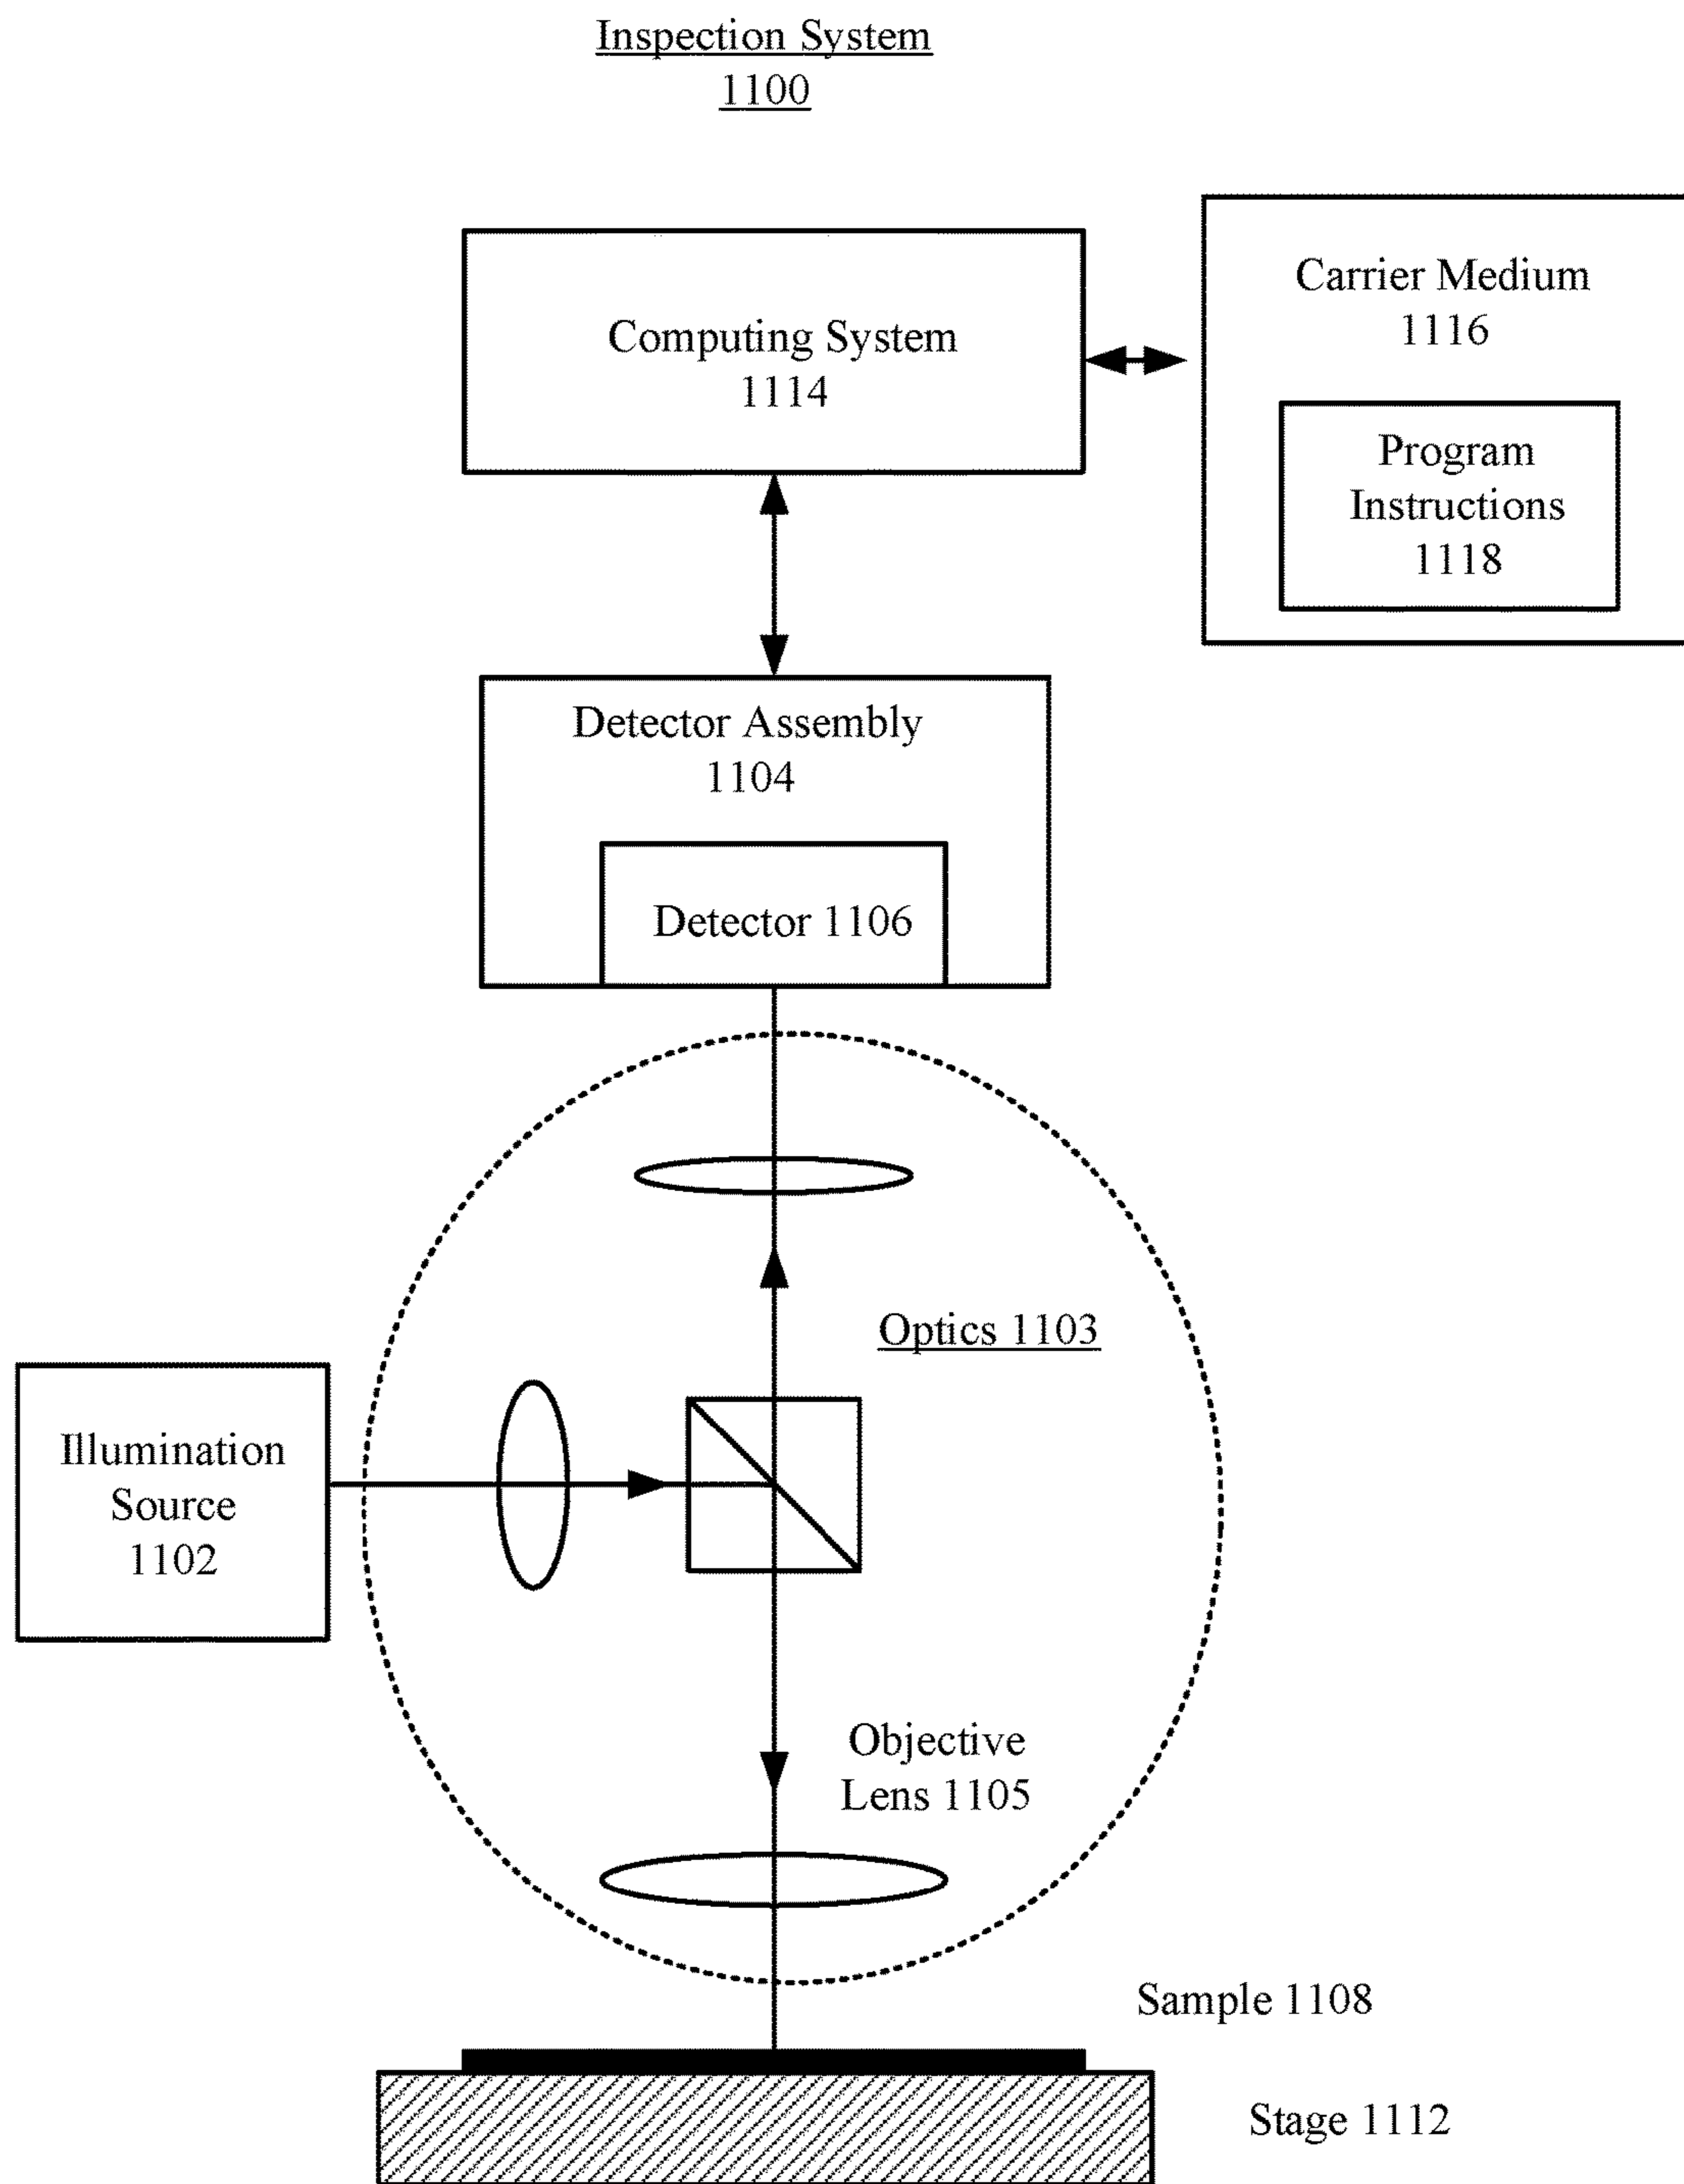 Inspection System
1100
Carrier Medium
1116
Computing System
1114
Program
Instructions
1118
Detector Assembly
1104
Detector 1106
Optics 1103
Illumination
Source
1102
Objective
Lens 1105
Sample 1108
Stage 1112